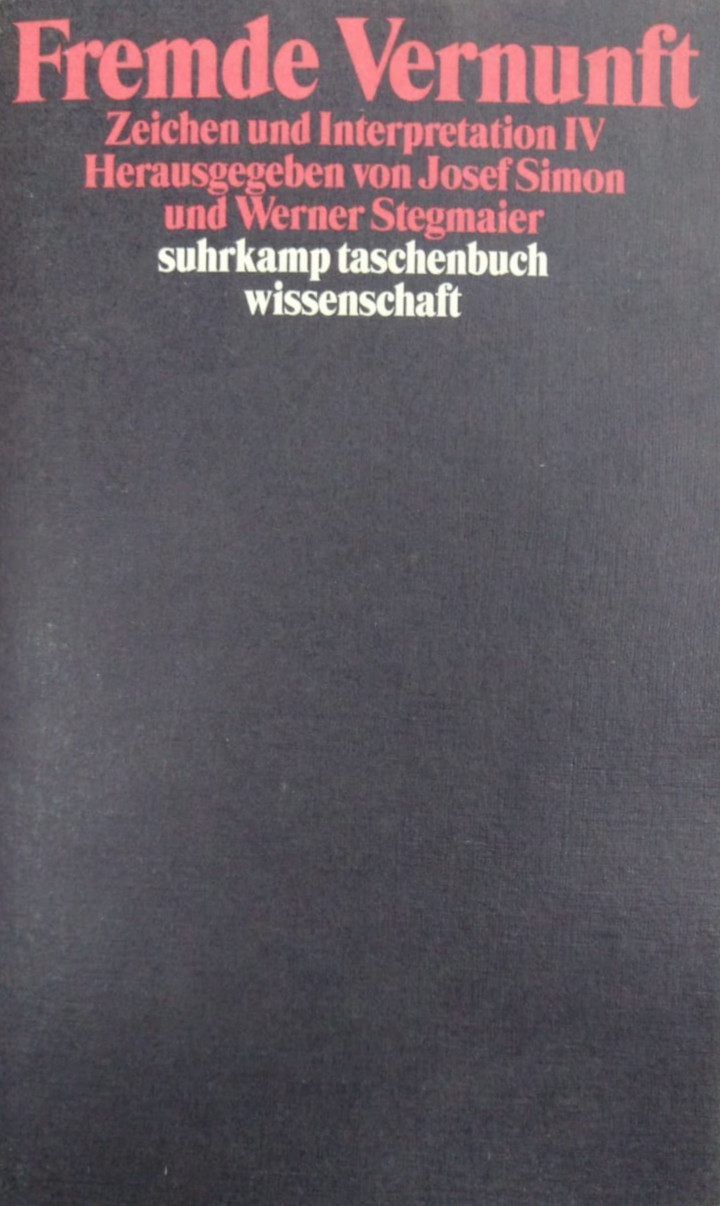 Fremde Vernunft
Zeichen und Interpretation IV
Herausgegeben von Josef Simon
und Werner Stegmaier
suhrkamp taschenbuch
wissenschaft